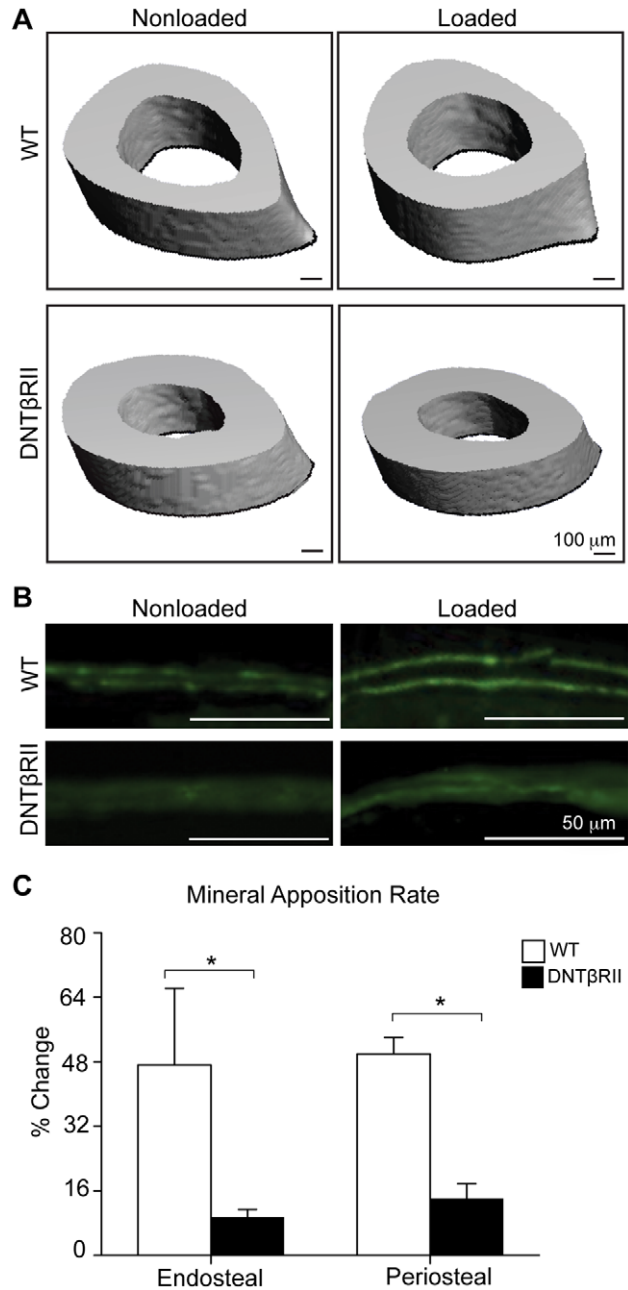 A
Nonloaded
Loaded
WT
DNTβRII
100 μm
B
Nonloaded
Loaded
WT
DNTβRII
50 μm
C
Mineral Apposition Rate
80
64
48
32
16
0
% Change
*
*
WT
DNTβRII
Endosteal
Periosteal